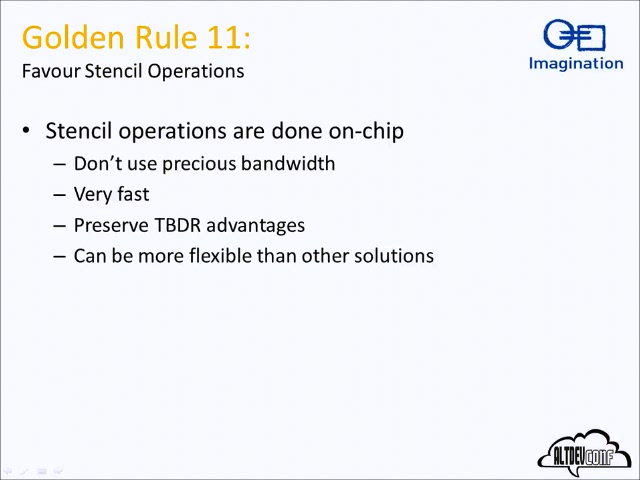 Golden Rule 11:
Favour Stencil Operations
Imagination
• Stencil operations are done on-chip
– Don't use precious bandwidth
– Very fast
– Preserve TBDR advantages
– Can be more flexible than other solutions
ALTDEVCONF